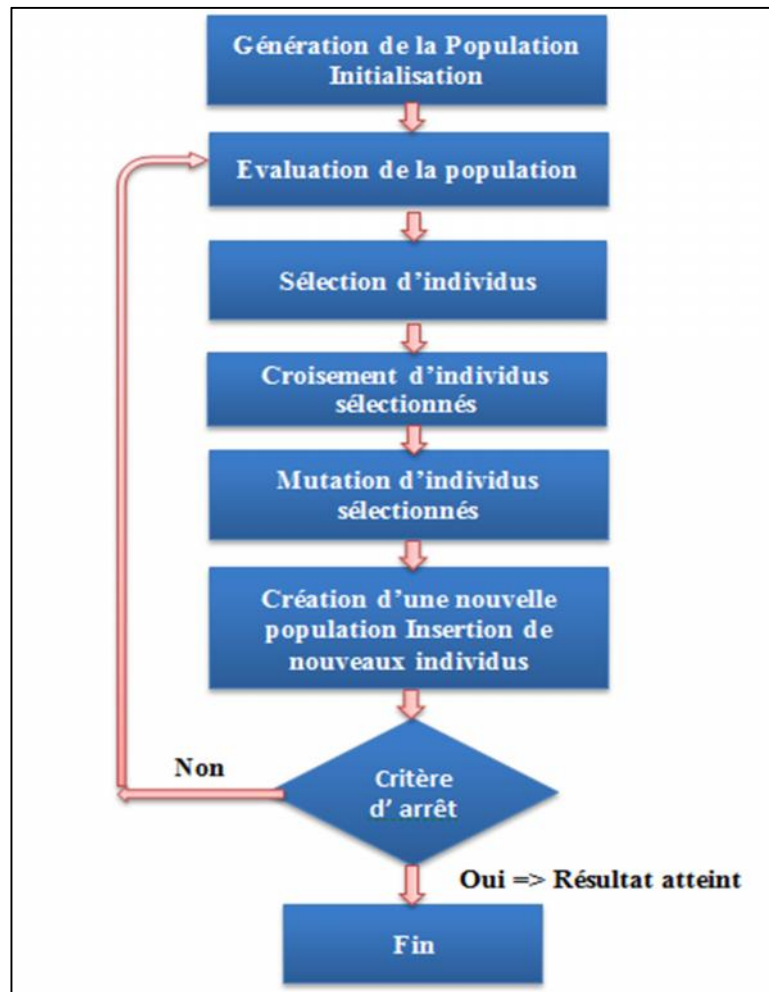 Génération de la Population
Initialisation
Evaluation de la population
Sélection d'individus
Croisement d'individus
sélectionnés
Mutation d'individus
sélectionnés
Création d'une nouvelle
population Insertion de
nouveaux individus
Non
Critère
d' arrêt
Oui => Résultat atteint
Fin